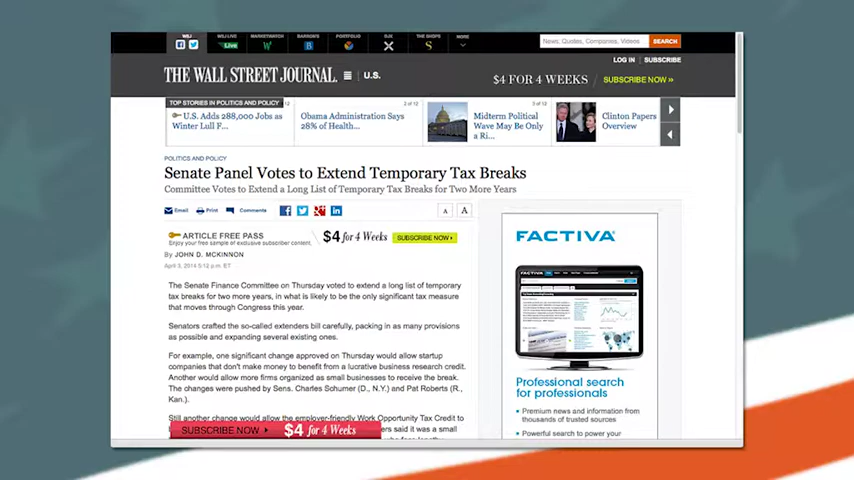 WSJ
WSJ LIVE
MARKETWATCH
BARRON'S
PORTFOLIO
DJX
THE SHOPS
MORE
Live
News, Quotes, Companies, Videos
SEARCH
LOG IN
SUBSCRIBE
THE WALL STREET JOURNAL.
U.S.
$4 FOR 4 WEEKS
SUBSCRIBE NOW »
TOP STORIES IN POLITICS AND POLICY
12
U.S. Adds 288,000 Jobs as
Winter Lull F...
2 of 12
Obama Administration Says
28% of Health...
3 of 12
Midterm Political
Wave May Be Only
a Ri...
Clinton Papers
Overview
POLITICS AND POLICY
Senate Panel Votes to Extend Temporary Tax Breaks
Committee Votes to Extend a Long List of Temporary Tax Breaks for Two More Years
Email
Print
Comments
A
A
ARTICLE FREE PASS
Enjoy your free sample of exclusive subscriber content.
$4 for 4 Weeks
SUBSCRIBE NOW
By JOHN D. MCKINNON
April 3, 2014 5:12 p.m. ET
The Senate Finance Committee on Thursday voted to extend a long list of temporary
tax breaks for two more years, in what is likely to be the only significant tax measure
that moves through Congress this year.
Senators crafted the so-called extenders bill carefully, packing in as many provisions
as possible and expanding several existing ones.
For example, one significant change approved on Thursday would allow startup
companies that don't make money to benefit from a lucrative business research credit.
Another would allow more firms organized as small businesses to receive the break.
The changes were pushed by Sens. Charles Schumer (D., N.Y.) and Pat Roberts (R.,
Kan.).
Still another change would allow the employer-friendly Work Opportunity Tax Credit to
said it was a small
SUBSCRIBE NOW
$4 for 4 Weeks
FACTIVA
FACTIVA
Professional search
for professionals
• Premium news and information from
thousands of trusted sources
• Powerful search to power your